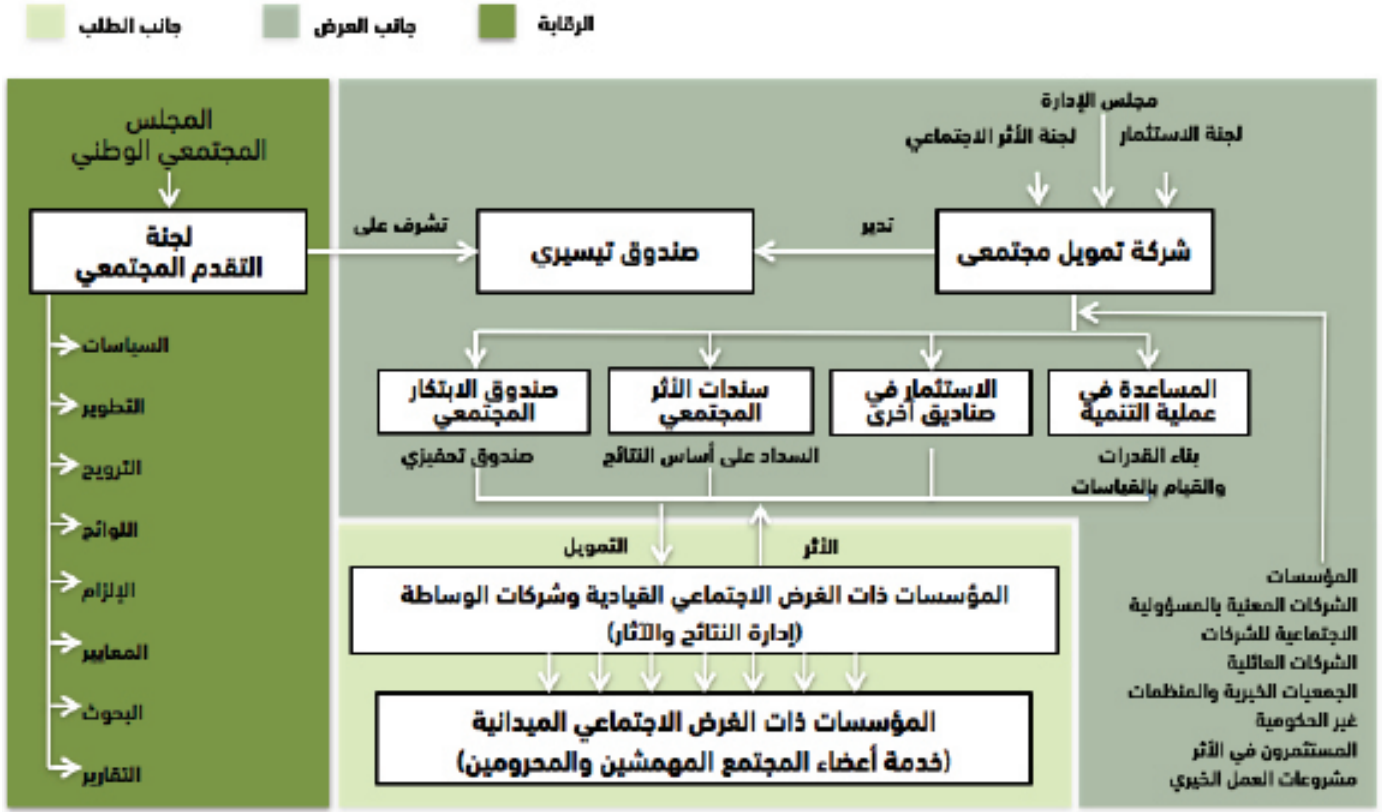 الرقابة
جانب العرض
جانب الطلب
مجلس الإدارة
لجنة الاستثمار
لجنة الأثر الاجتماعي
المجلس
المجتمعي الوطني
شركة تمويل مجتمعى
تدير
صندوق تيسيري
تشرف على
لجنة
التقدم المجتمعي
السياسات
التطوير
الترويج
اللوائح
الإلزام
المعايير
البحوث
التقارير
المساعدة في
عملية التنمية
بناء القدرات
والقيام بالقياسات
الاستثمار في
صناديق أخرى
سندات الأثر
المجتمعي
السداد على أساس النتائج
صندوق الابتكار
المجتمعي
صندوق تحفيزي
التمويل
الأثر
المؤسسات ذات الغرض الاجتماعي القيادية وشركات الوساطة
(إدارة النتائج والآثار)
المؤسسات ذات الغرض الاجتماعي الميدانية
(خدمة أعضاء المجتمع المهمشين والمحرومين)
المؤسسات
الشركات المعنية بالمسؤولية
الاجتماعية للشركات
الشركات العائلية
الجمعيات الخيرية والمنظمات
غير الحكومية
المستثمرون في الأثر
مشروعات العمل الخيري